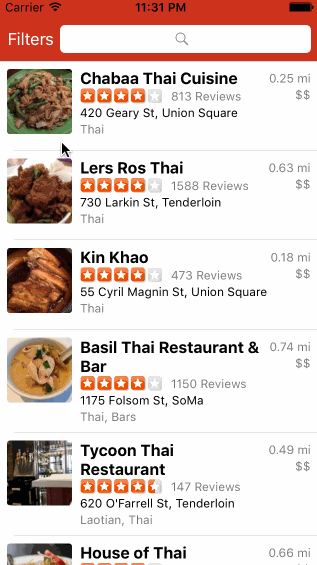 Carrier 11:31 PM
Filters
Chabaa Thai Cuisine 0.25 mi
813 Reviews $$
420 Geary St, Union Square
Thai
Lers Ros Thai 0.63 mi
1588 Reviews $$
730 Larkin St, Tenderloin
Thai
Kin Khao 0.18 mi
473 Reviews $$
55 Cyril Magnin St, Union Square
Thai
Basil Thai Restaurant & 0.74 mi
Bar $$
1150 Reviews
1175 Folsom St, SoMa
Thai, Bars
Tycoon Thai 0.49 mi
Restaurant $$
147 Reviews
620 O'Farrell St, Tenderloin
Laotian, Thai
House of Thai 0.66 mi